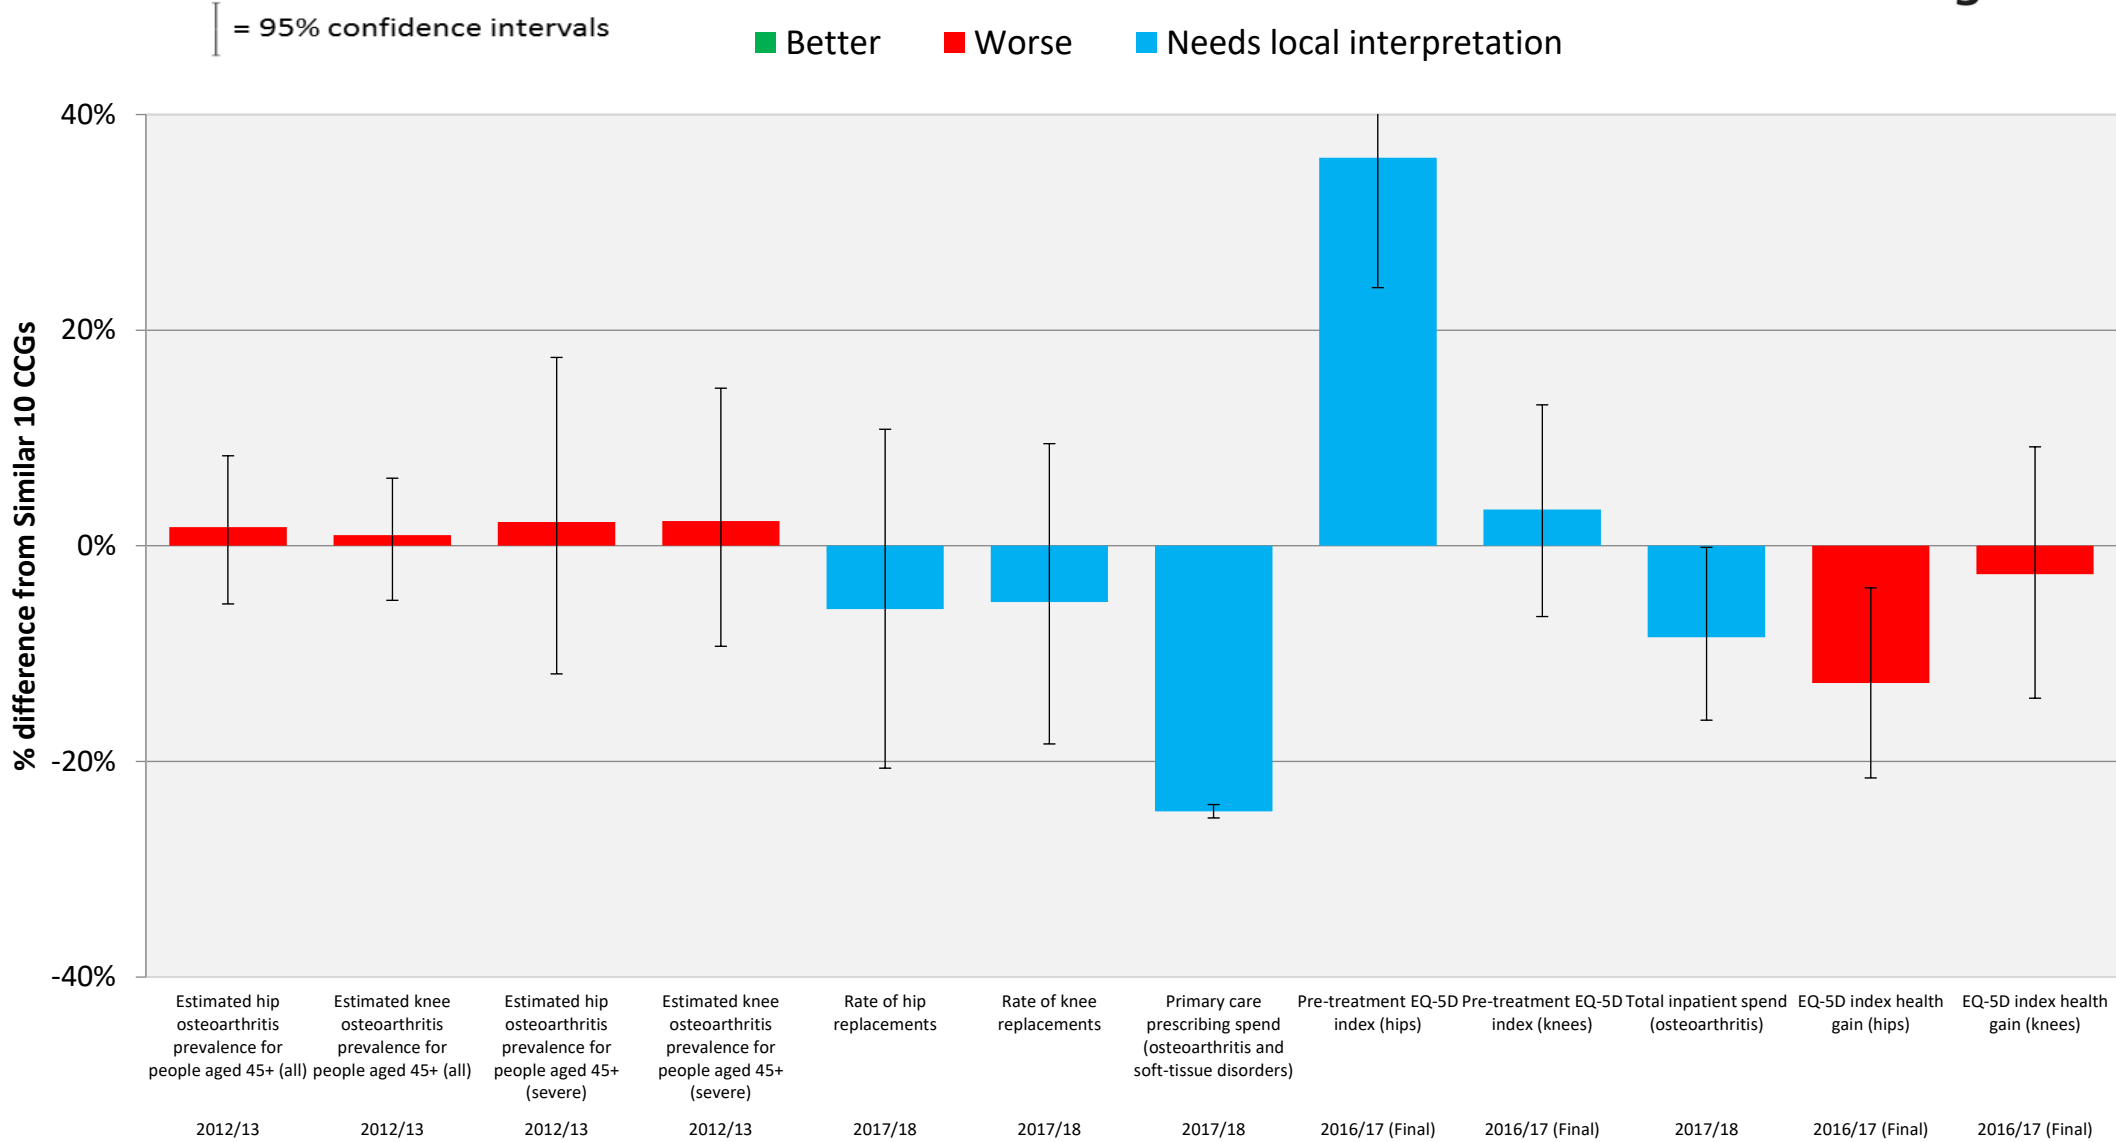 = 95% confidence intervals
Better Worse Needs local interpretation
% difference from Similar 10 CCGs
40%
20%
0%
-20%
-40%
Estimated hip
osteoarthritis
prevalence for
people aged 45+ (all)
2012/13
Estimated knee
osteoarthritis
prevalence for
people aged 45+ (all)
2012/13
Estimated hip
osteoarthritis
prevalence for
people aged 45+
(severe)
2012/13
Estimated knee
osteoarthritis
prevalence for
people aged 45+
(severe)
2012/13
Rate of hip
replacements
2017/18
Rate of knee
replacements
2017/18
Primary care
prescribing spend
(osteoarthritis and
soft-tissue disorders)
2017/18
Pre-treatment EQ-5D
index (hips)
2016/17 (Final)
Pre-treatment EQ-5D
index (knees)
2016/17 (Final)
Total inpatient spend
(osteoarthritis)
2017/18
EQ-5D index health
gain (hips)
2016/17 (Final)
EQ-5D index health
gain (knees)
2016/17 (Final)